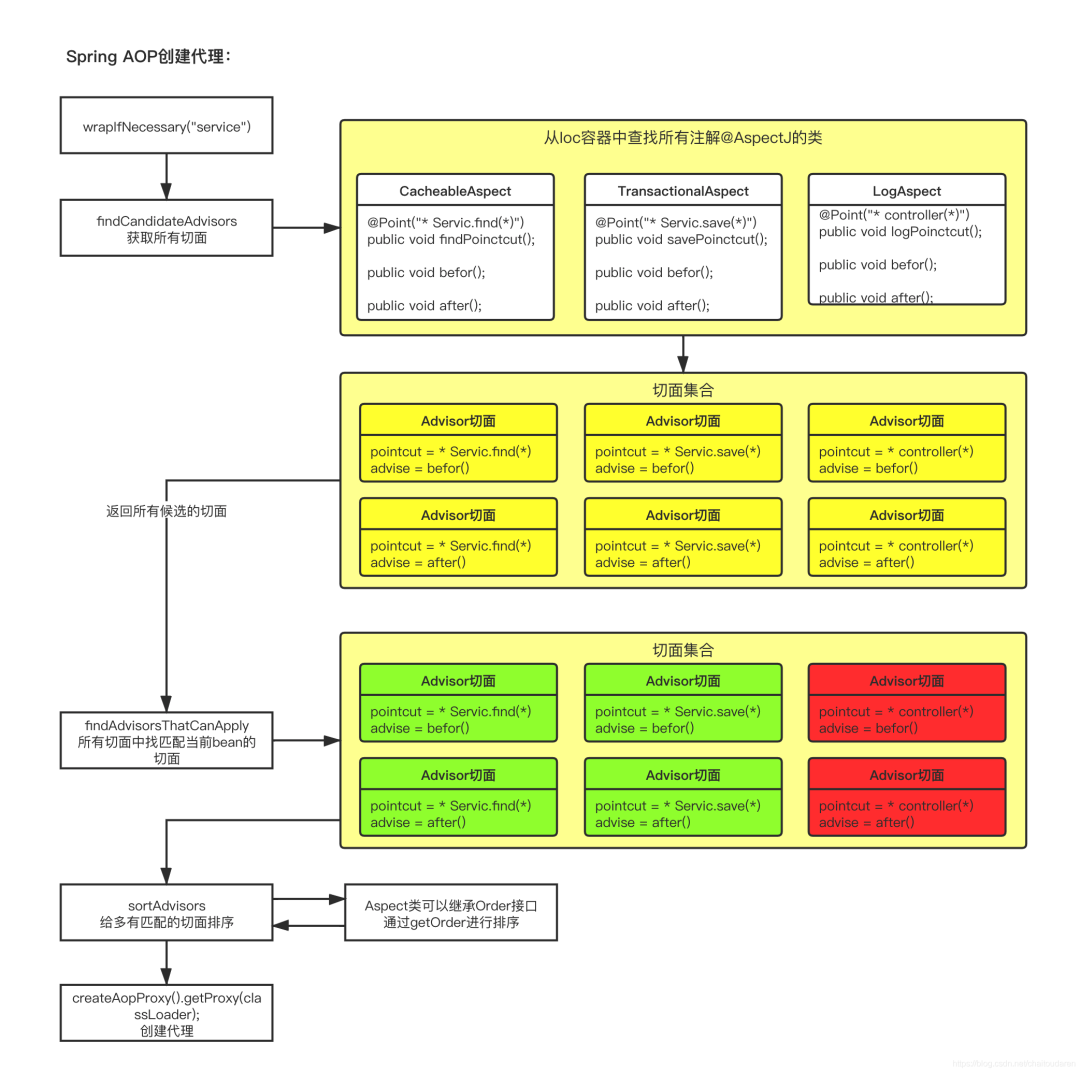 Spring AOP创建代理：
wrapIfNecessary("service")
findCandidateAdvisors
获取所有切面
从Ioc容器中查找所有注解@AspectJ的类
CacheableAspect
@Point("* Servic.find(*)")
public void findPoinctcut();
public void befor();
public void after();
TransactionalAspect
@Point("* Servic.save(*)")
public void savePoinctcut();
public void befor();
public void after();
LogAspect
@Point("* controller(*)")
public void logPoinctcut();
public void befor();
public void after();
切面集合
Advisor切面
pointcut = * Servic.find(*)
advise = befor()
Advisor切面
pointcut = * Servic.save(*)
advise = befor()
Advisor切面
pointcut = * controller(*)
advise = befor()
Advisor切面
pointcut = * Servic.find(*)
advise = after()
Advisor切面
pointcut = * Servic.save(*)
advise = after()
Advisor切面
pointcut = * controller(*)
advise = after()
返回所有候选的切面
findAdvisorsThatCanApply
所有切面中找匹配当前bean的
切面
切面集合
Advisor切面
pointcut = * Servic.find(*)
advise = befor()
Advisor切面
pointcut = * Servic.save(*)
advise = befor()
Advisor切面
pointcut = * controller(*)
advise = befor()
Advisor切面
pointcut = * Servic.find(*)
advise = after()
Advisor切面
pointcut = * Servic.save(*)
advise = after()
Advisor切面
pointcut = * controller(*)
advise = after()
sortAdvisors
给多有匹配的切面排序
Aspect类可以继承Order接口
通过getOrder进行排序
createAopProxy().getProxy(cla
ssLoader);
创建代理